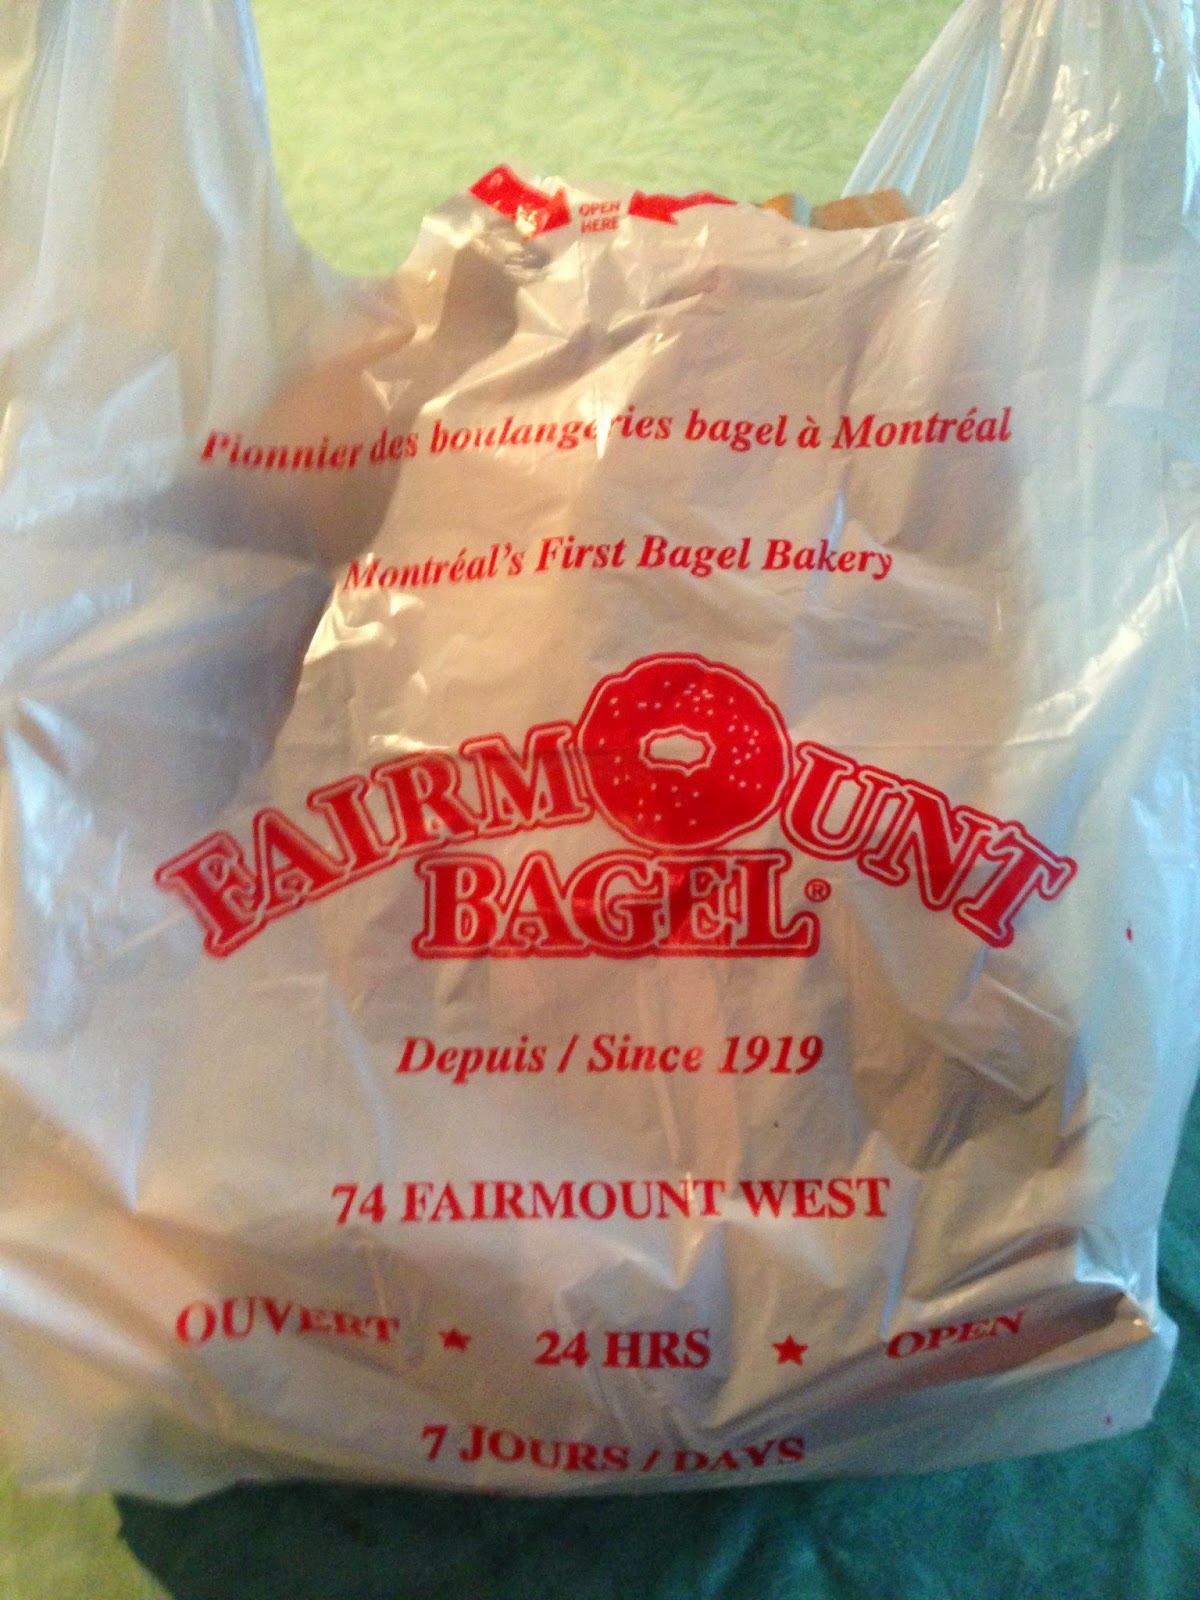 OPEN
HERE
Pionnier des boulangeries bagel à Montréal
Montréal's First Bagel Bakery
FAIRMOUNT
BAGEL®
Depuis / Since 1919
74 FAIRMOUNT WEST
OUVERT ★ 24 HRS ★ OPEN
7 JOURS / DAYS